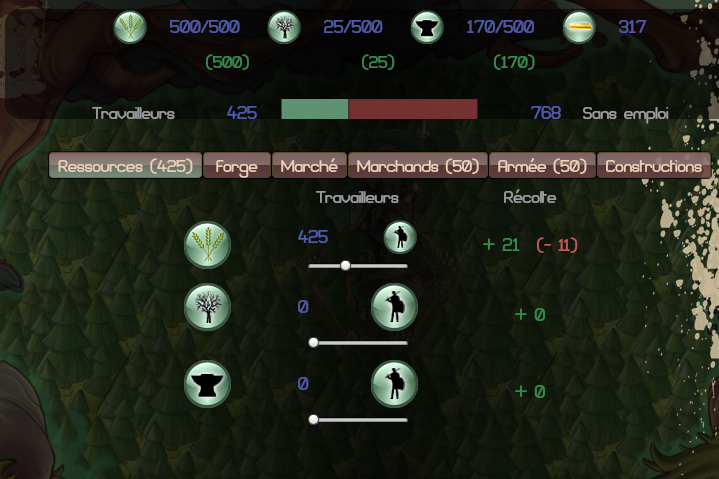 500/500 25/500 170/500 317
(500) (25) (170)
Travailleurs 425 768 Sans emploi
Ressources (425) Forge Marché Marchands (50) Armée (50) Constructions
Travailleurs Récolte
425 + 21 (- 11)
0 + 0
0 + 0